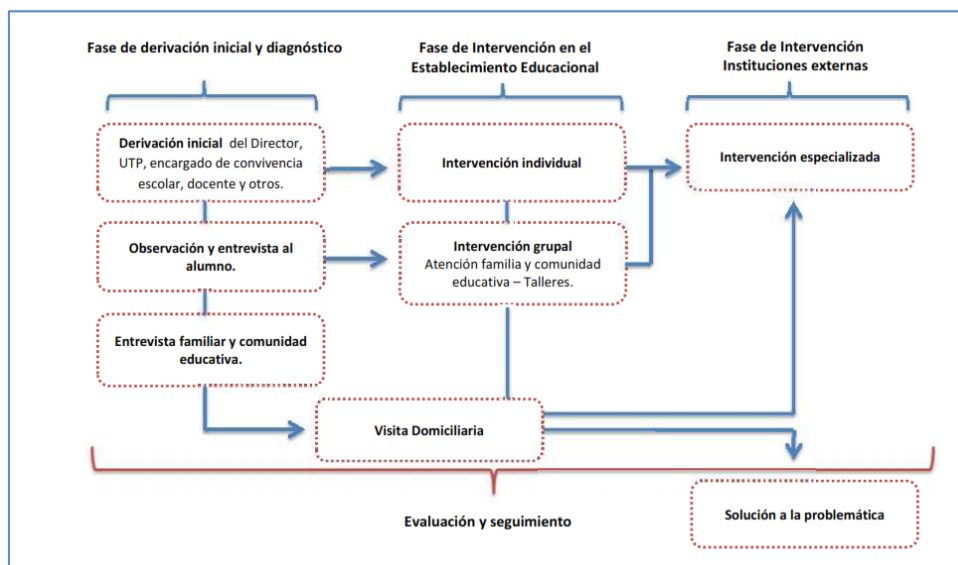 Fase de derivación inicial y diagnóstico
Fase de Intervención en el
Establecimiento Educacional
Fase de Intervención
Instituciones externas
Derivación inicial del Director,
UTP, encargado de convivencia
escolar, docente y otros.
Intervención individual
Intervención especializada
Observación y entrevista al
alumno.
Intervención grupal
Atención familia y comunidad
educativa – Talleres.
Entrevista familiar y comunidad
educativa.
Visita Domiciliaria
Evaluación y seguimiento
Solución a la problemática